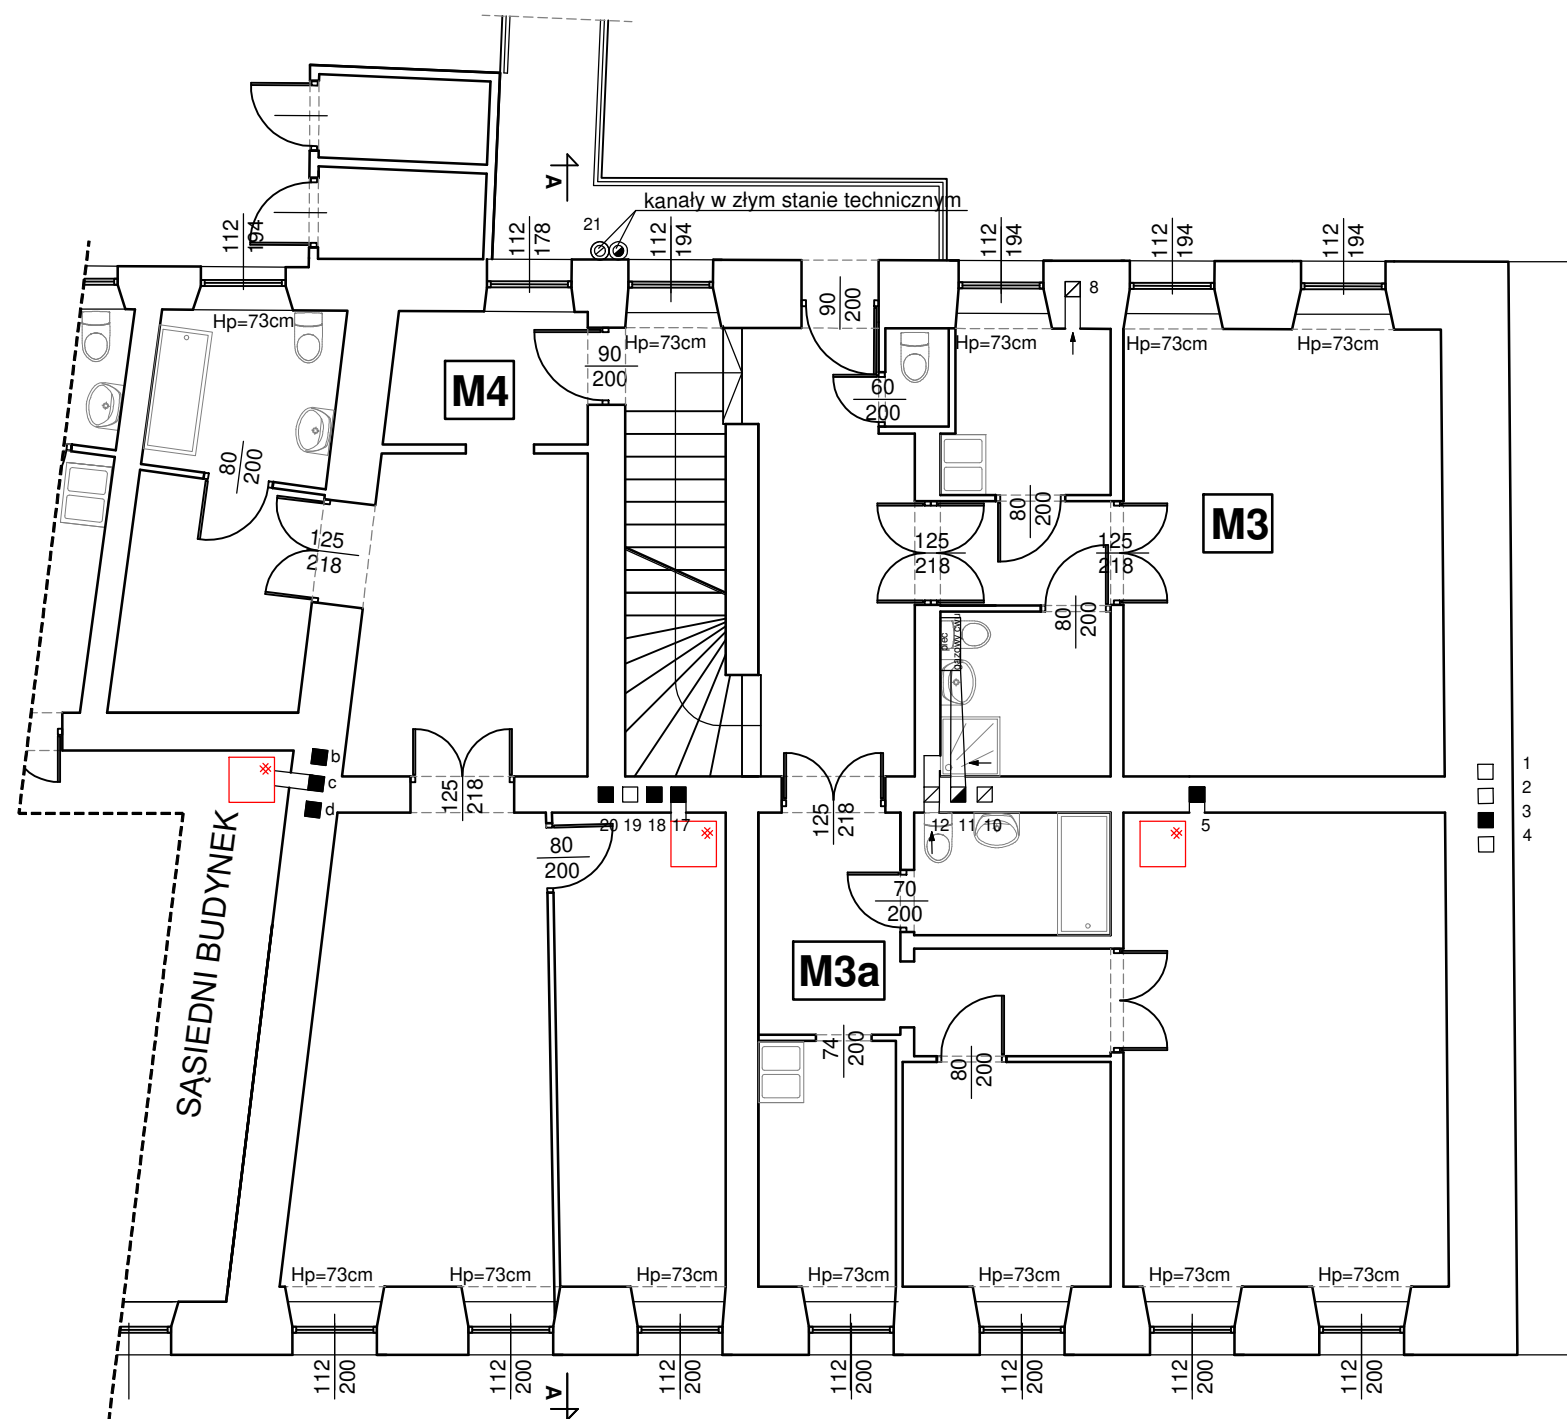 A
kanały w złym stanie technicznym
21
112
194
112
178
112
194
112
194
112
194
112
194
8
Hp=73cm
Hp=73cm
Hp=73cm
Hp=73cm
Hp=73cm
90
200
90
200
60
200
M4
M3
80
200
125
218
125
218
80
200
125
218
80
200
piec
gazowy cwu
b
c
d
125
218
20
19
18
17
125
218
12
11
10
5
1
2
3
4
80
200
70
200
SĄSIEDNI BUDYNEK
M3a
74
200
80
200
Hp=73cm
Hp=73cm
Hp=73cm
Hp=73cm
Hp=73cm
Hp=73cm
Hp=73cm
112
200
112
200
112
200
112
200
112
200
112
200
112
200
A